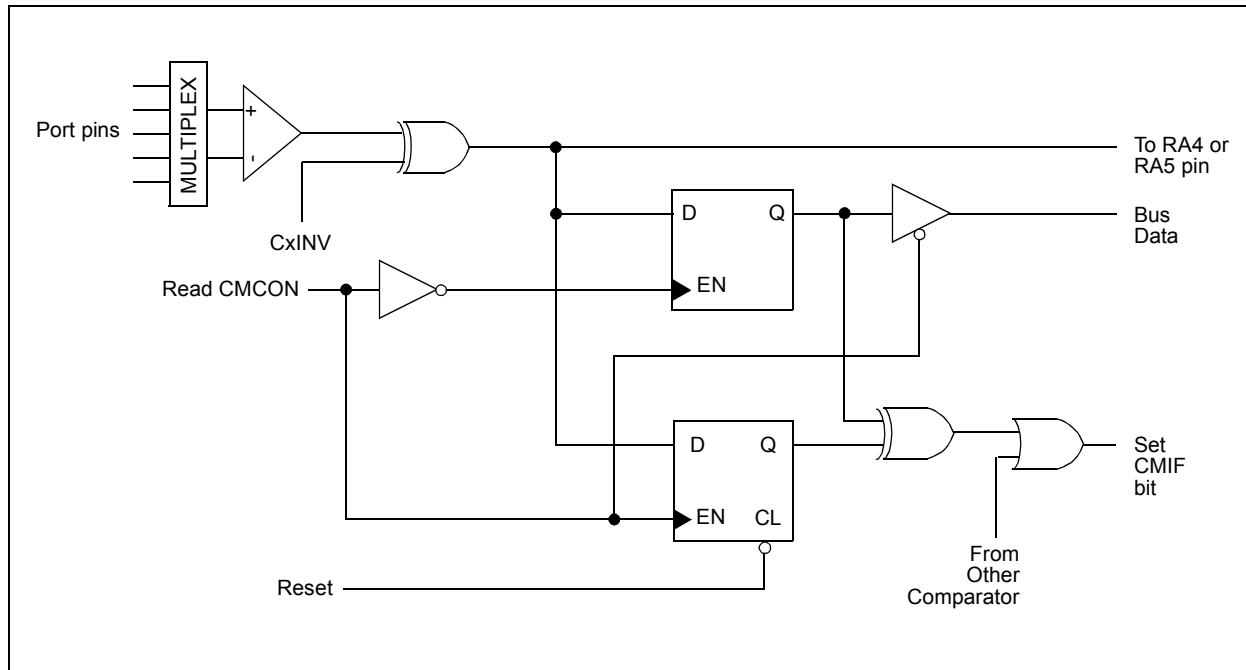 Port pins
MULTIPLEX
+
-
CxINV
To RA4 or
RA5 pin
D
Q
EN
Bus
Data
Read CMCON
D
Q
EN
CL
Set
CMIF
bit
From
Other
Comparator
Reset